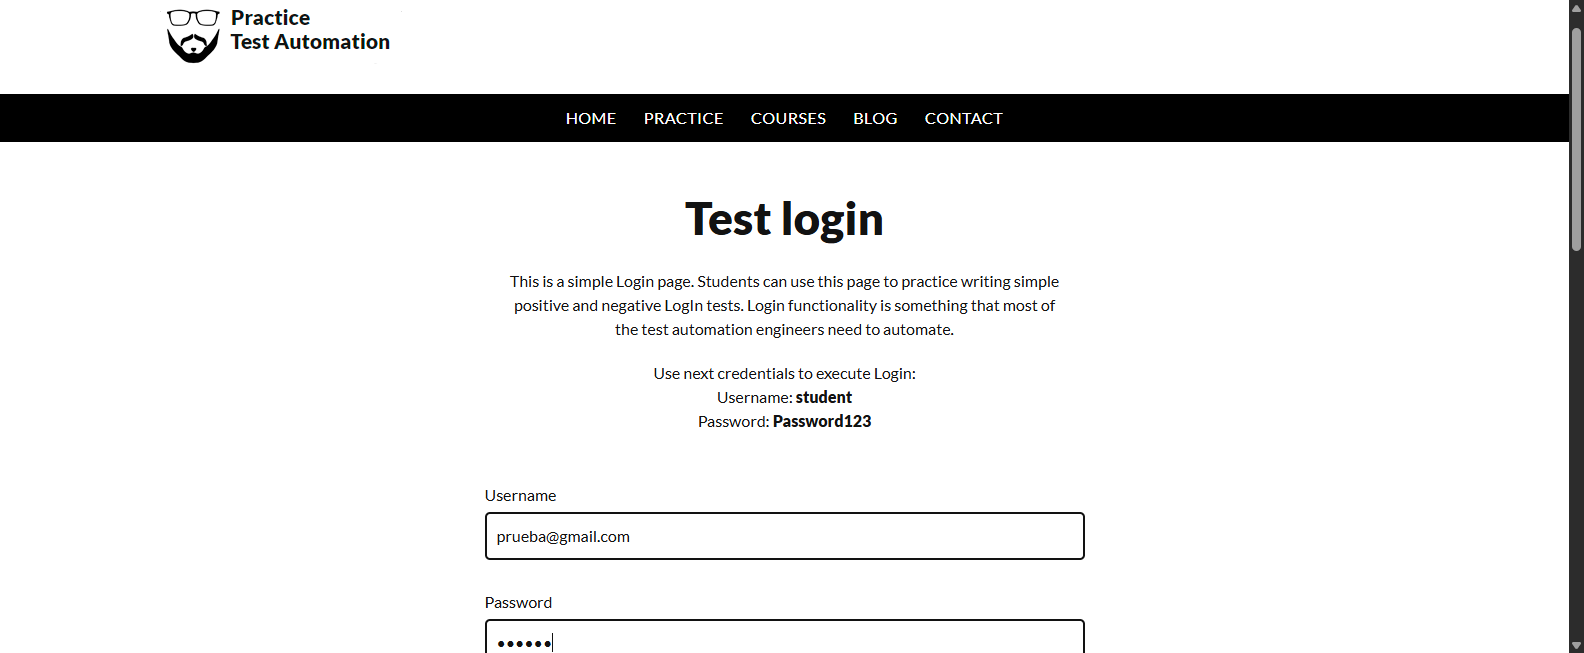 Practice
Test Automation
HOME PRACTICE COURSES BLOG CONTACT
Test login
This is a simple Login page. Students can use this page to practice writing simple
positive and negative LogIn tests. Login functionality is something that most of
the test automation engineers need to automate.
Use next credentials to execute Login:
Username: student
Password: Password123
Username
prueba@gmail.com
Password
••••••